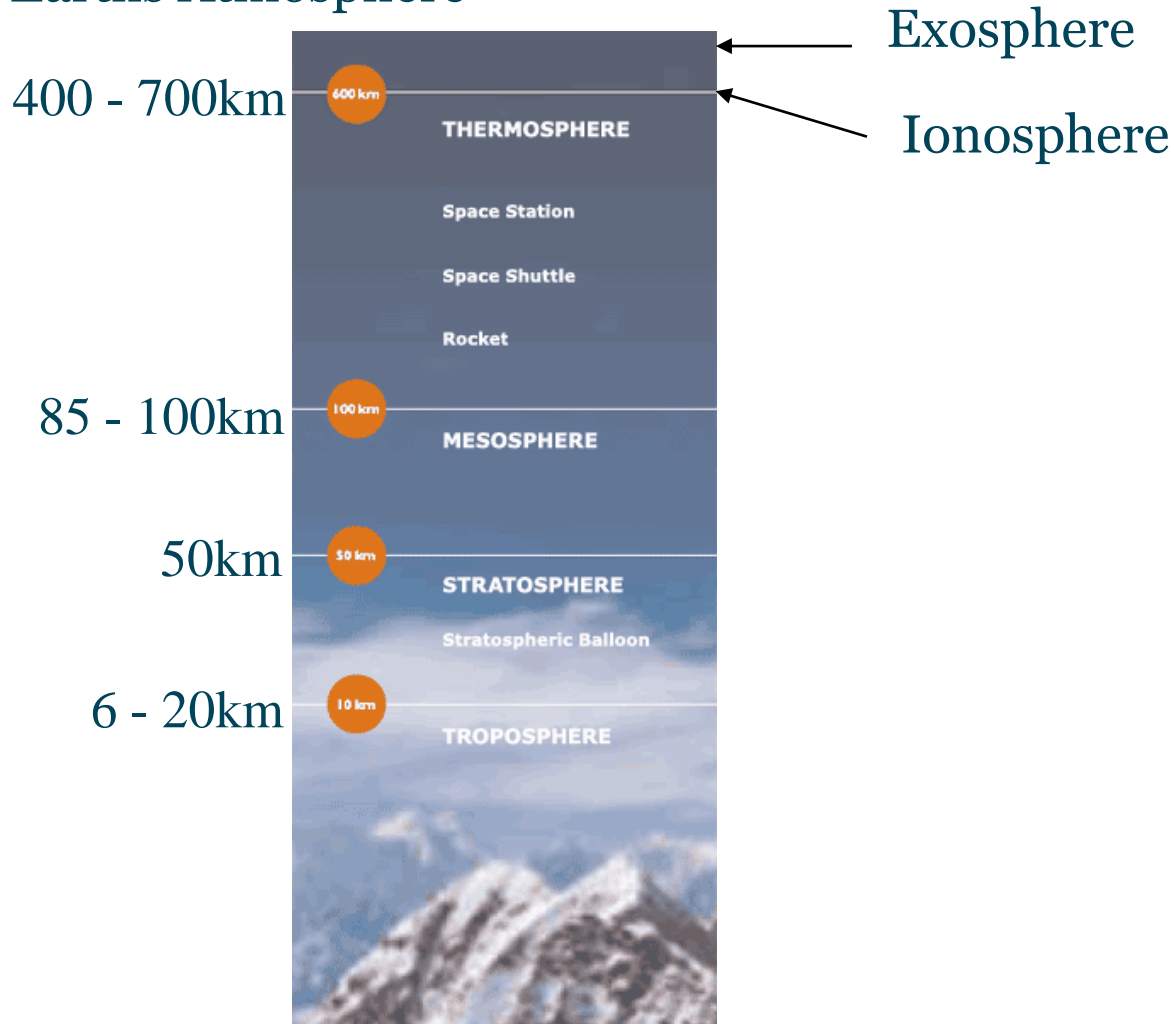 Exosphere
400 - 700km
600 km
Ionosphere
THERMOSPHERE
Space Station
Space Shuttle
Rocket
85 - 100km
100 km
MESOSPHERE
50km
50 km
STRATOSPHERE
Stratospheric Balloon
6 - 20km
10 km
TROPOSPHERE